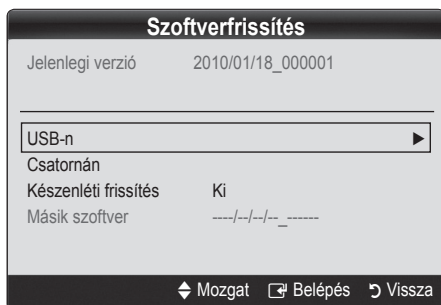 Szoftverfrissítés
Jelenlegi verzió 2010/01/18_000001
USB-n
Csatornán
Készenléti frissítés Ki
Másik szoftver ----/--/--/--_------
Mozgat Belépés Vissza